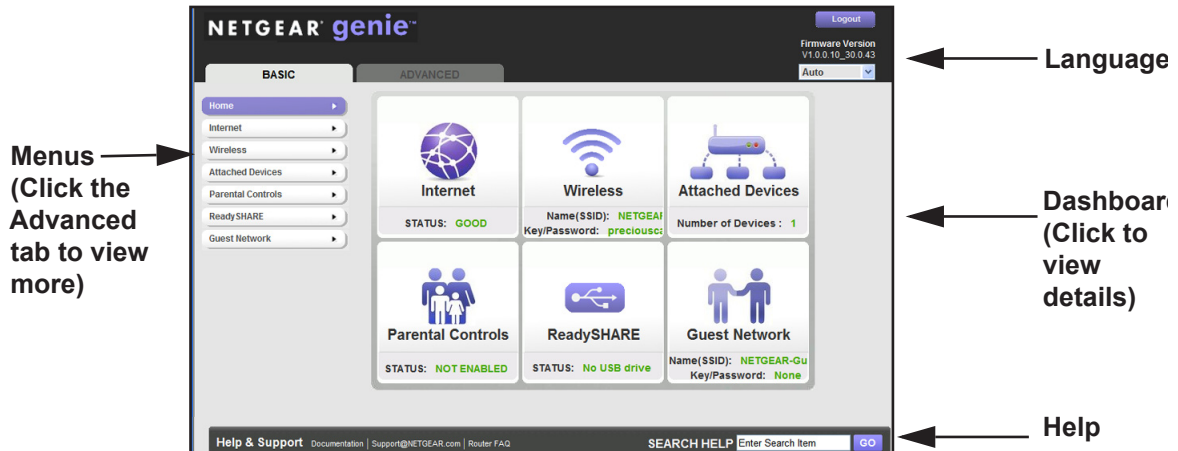 NETGEAR® genie™
Logout
Firmware Version
V1.0.0.10_30.0.43
Auto
BASIC
ADVANCED
Language
Home
Internet
Wireless
Attached Devices
Parental Controls
ReadySHARE
Guest Network
Menus
(Click the
Advanced
tab to view
more)
Internet
STATUS: GOOD
Wireless
Name(SSID): NETGEAR
Key/Password: preciousca
Attached Devices
Number of Devices : 1
Parental Controls
STATUS: NOT ENABLED
ReadySHARE
STATUS: No USB drive
Guest Network
Name(SSID): NETGEAR-Gu
Key/Password: None
Dashboar
(Click to
view
details)
Help & Support Documentation | Support@NETGEAR.com | Router FAQ
SEARCH HELP Enter Search Item GO
Help